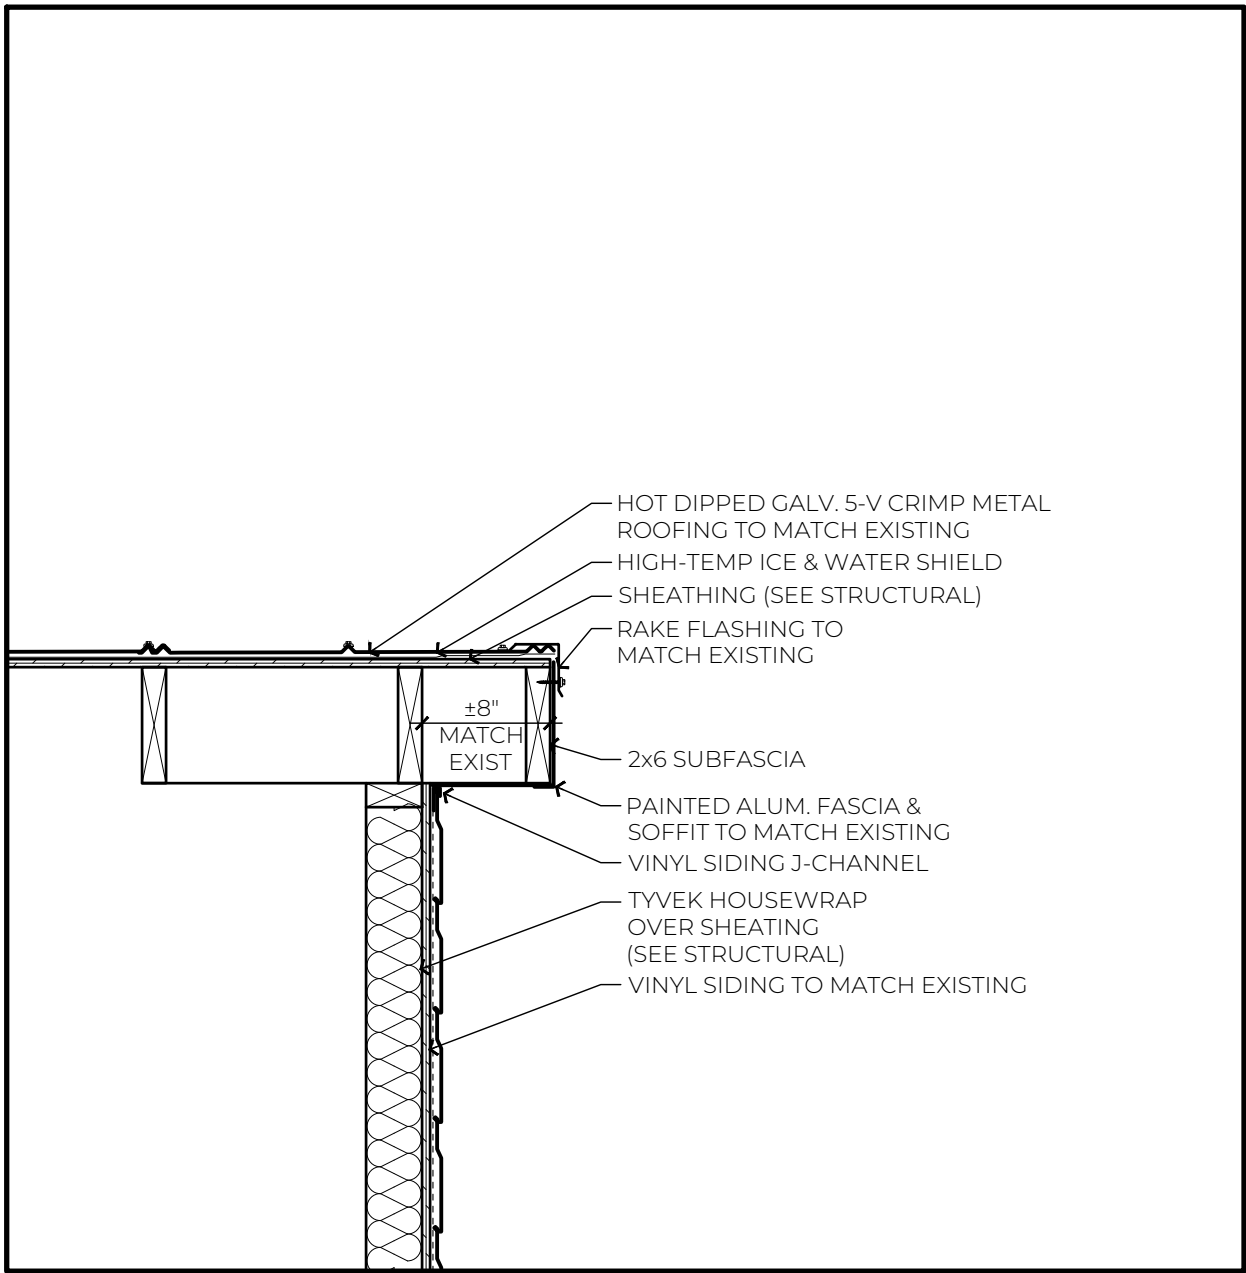 HOT DIPPED GALV. 5-V CRIMP METAL
ROOFING TO MATCH EXISTING
HIGH-TEMP ICE & WATER SHIELD
SHEATHING (SEE STRUCTURAL)
RAKE FLASHING TO
MATCH EXISTING
±8"
MATCH
EXIST
2x6 SUBFASCIA
PAINTED ALUM. FASCIA &
SOFFIT TO MATCH EXISTING
VINYL SIDING J-CHANNEL
TYVEK HOUSEWRAP
OVER SHEATING
(SEE STRUCTURAL)
VINYL SIDING TO MATCH EXISTING